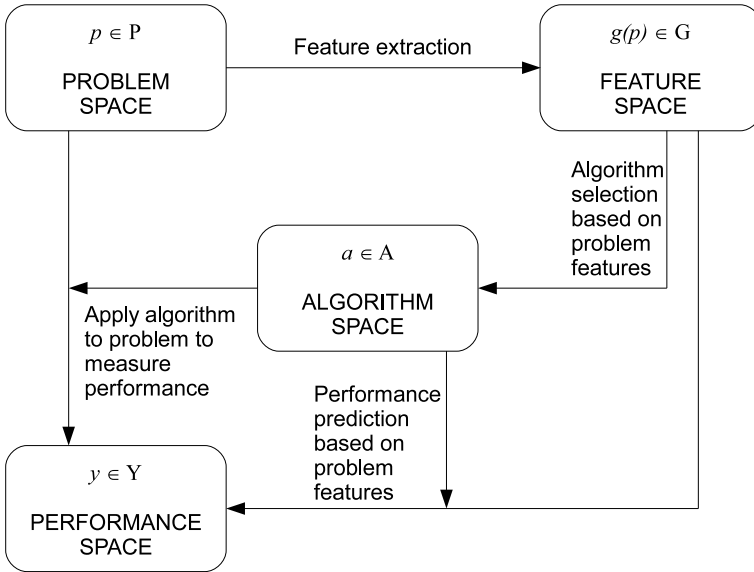 p ∈ P
PROBLEM
SPACE
Feature extraction
g(p) ∈ G
FEATURE
SPACE
Algorithm
selection
based on
problem
features
a ∈ A
ALGORITHM
SPACE
Apply algorithm
to problem to
measure
performance
Performance
prediction
based on
problem
features
y ∈ Y
PERFORMANCE
SPACE